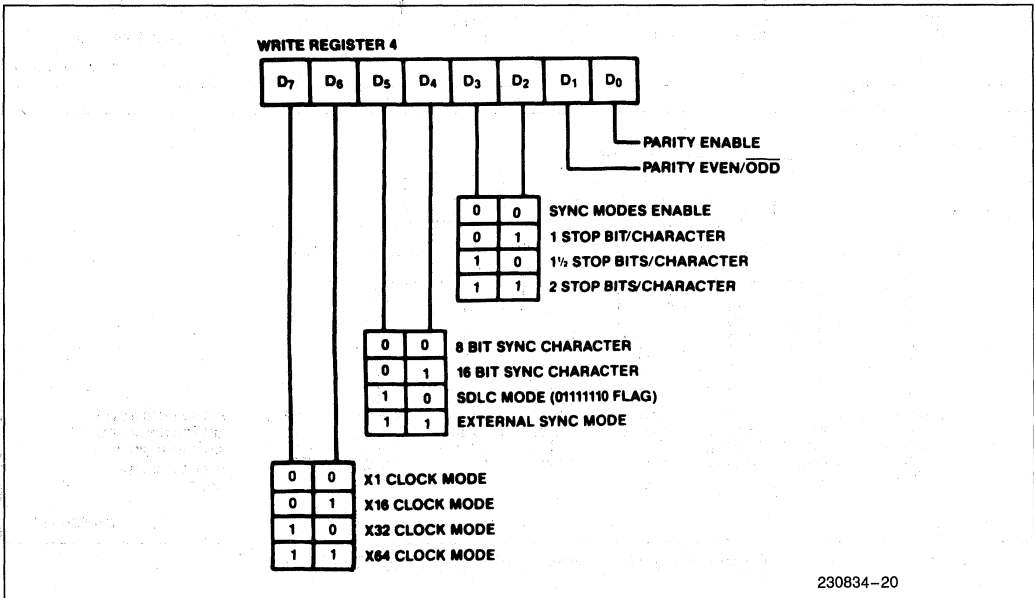 WRITE REGISTER 4
D7 D6 D5 D4 D3 D2 D1 D0
PARITY ENABLE
PARITY EVEN/ODD
0 0 SYNC MODES ENABLE
0 1 1 STOP BIT/CHARACTER
1 0 1½ STOP BITS/CHARACTER
1 1 2 STOP BITS/CHARACTER
0 0 8 BIT SYNC CHARACTER
0 1 16 BIT SYNC CHARACTER
1 0 SDLC MODE (01111110 FLAG)
1 1 EXTERNAL SYNC MODE
0 0 X1 CLOCK MODE
0 1 X16 CLOCK MODE
1 0 X32 CLOCK MODE
1 1 X64 CLOCK MODE
230834-20